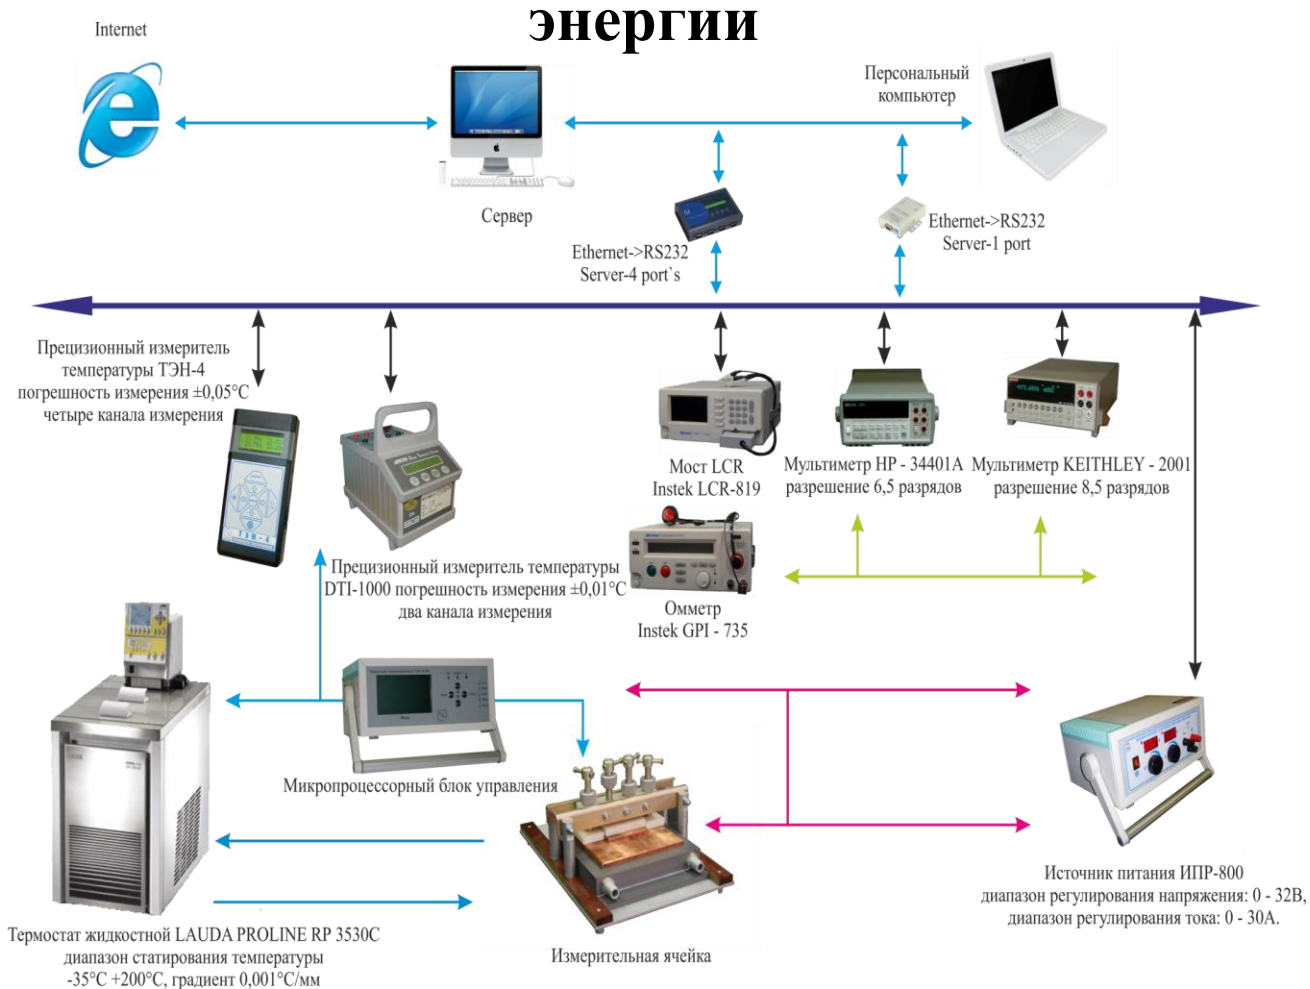 энергии
Internet
Персональный
компьютер
Сервер
Ethernet->RS232
Server-4 port`s
Ethernet->RS232
Server-1 port
Прецизионный измеритель
температуры ТЭН-4
погрешность измерения ±0,05°С
четыре канала измерения
Мост LCR
Instek LCR-819
Мультиметр HP - 34401A
разрешение 6,5 разрядов
Мультиметр KEITHLEY - 2001
разрешение 8,5 разрядов
ТЭН-4
Прецизионный измеритель температуры
DTI-1000 погрешность измерения ±0,01°С
два канала измерения
Омметр
Instek GPI - 735
Микропроцессорный блок управления
Источник питания ИПР-800
диапазон регулирования напряжения: 0 - 32В,
диапазон регулирования тока: 0 - 30А.
Термостат жидкостной LAUDA PROLINE RP 3530C
диапазон статирования температуры
-35°С +200°С, градиент 0,001°С/мм
Измерительная ячейка